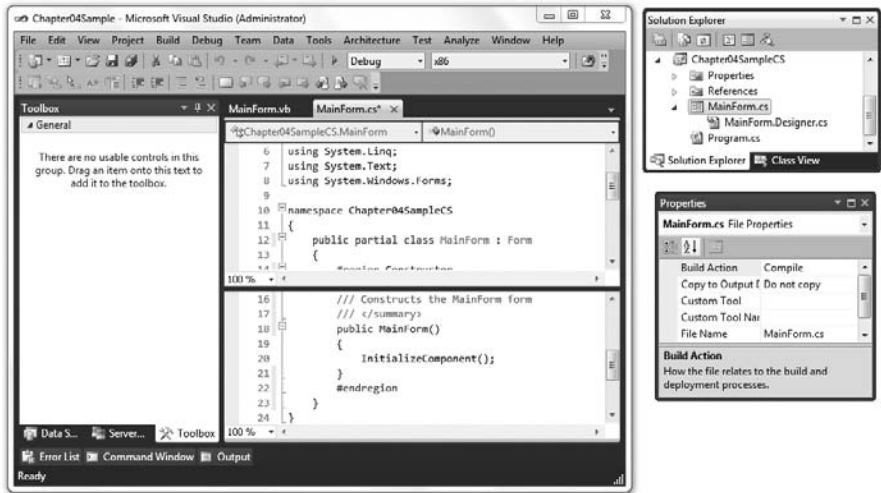 Chapter04Sample - Microsoft Visual Studio (Administrator)
File Edit View Project Build Debug Team Data Tools Architecture Test Analyze Window Help
Debug x86
Toolbox
General
There are no usable controls in this
group. Drag an item onto this text to
add it to the toolbox.
Data S... Server... Toolbox
MainForm.vb MainForm.cs*
Chapter04SampleCS.MainForm MainForm()
6 using System.Linq;
7 using System.Text;
8 using System.Windows.Forms;
9
10 namespace Chapter04SampleCS
11 {
12 public partial class MainForm : Form
13 {
14 #region Constructor
100 %
16 /// Constructs the MainForm form
17 /// </summary>
18 public MainForm()
19 {
20 InitializeComponent();
21 }
22 #endregion
23 }
24 }
100 %
Error List Command Window Output
Ready
Solution Explorer
Chapter04SampleCS
Properties
References
MainForm.cs
MainForm.Designer.cs
Program.cs
Solution Explorer Class View
Properties
MainForm.cs File Properties
Build Action Compile
Copy to Output D Do not copy
Custom Tool
Custom Tool Nar
File Name MainForm.cs
Build Action
How the file relates to the build and
deployment processes.